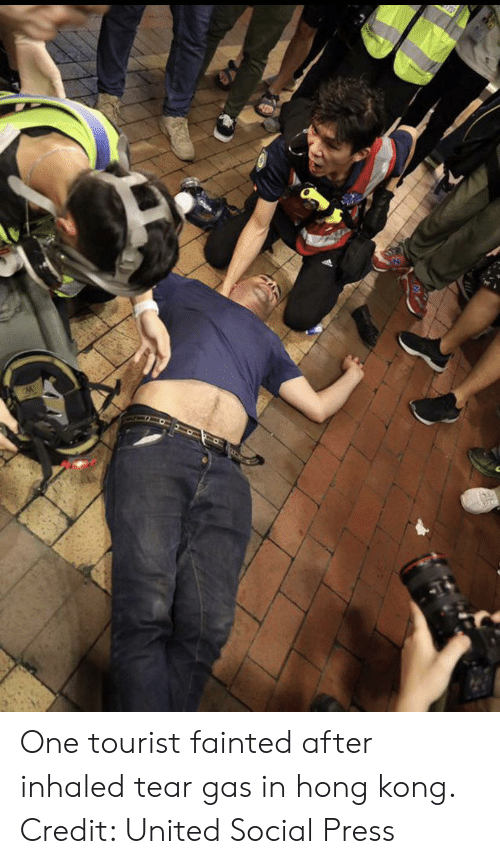 One tourist fainted after
inhaled tear gas in hong kong.
Credit: United Social Press